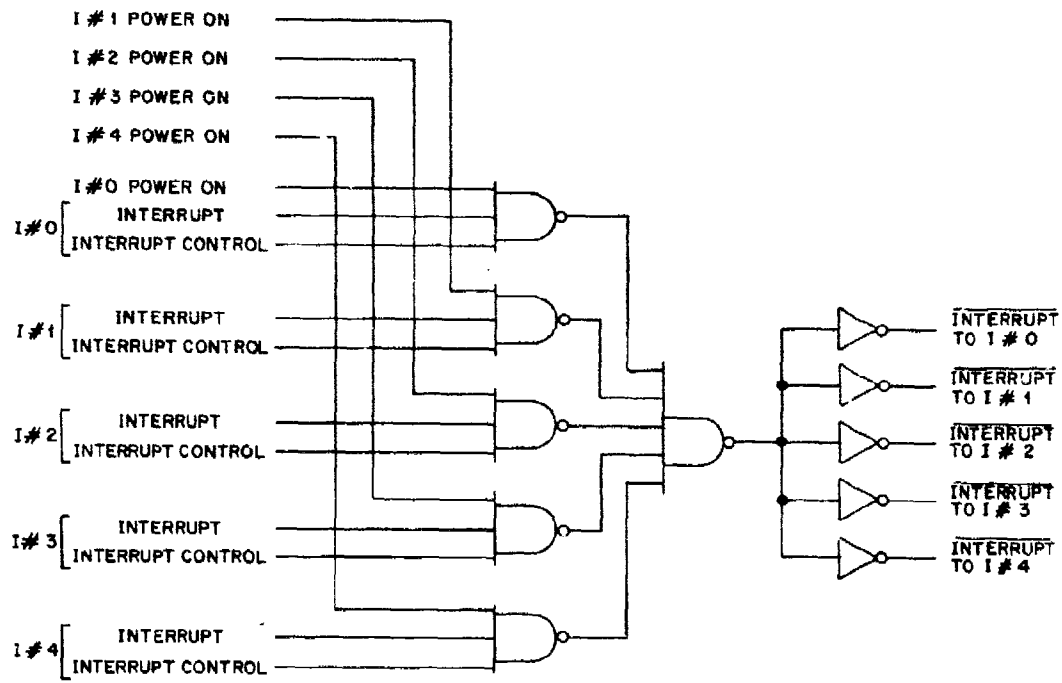 I #1 POWER ON
I #2 POWER ON
I #3 POWER ON
I #4 POWER ON
I #0 POWER ON
I#0
INTERRUPT
INTERRUPT CONTROL
I#1
INTERRUPT
INTERRUPT CONTROL
I#2
INTERRUPT
INTERRUPT CONTROL
I#3
INTERRUPT
INTERRUPT CONTROL
I#4
INTERRUPT
INTERRUPT CONTROL
INTERRUPT
TO I # 0
INTERRUPT
TO I # 1
INTERRUPT
TO I # 2
INTERRUPT
TO I # 3
INTERRUPT
TO I #4